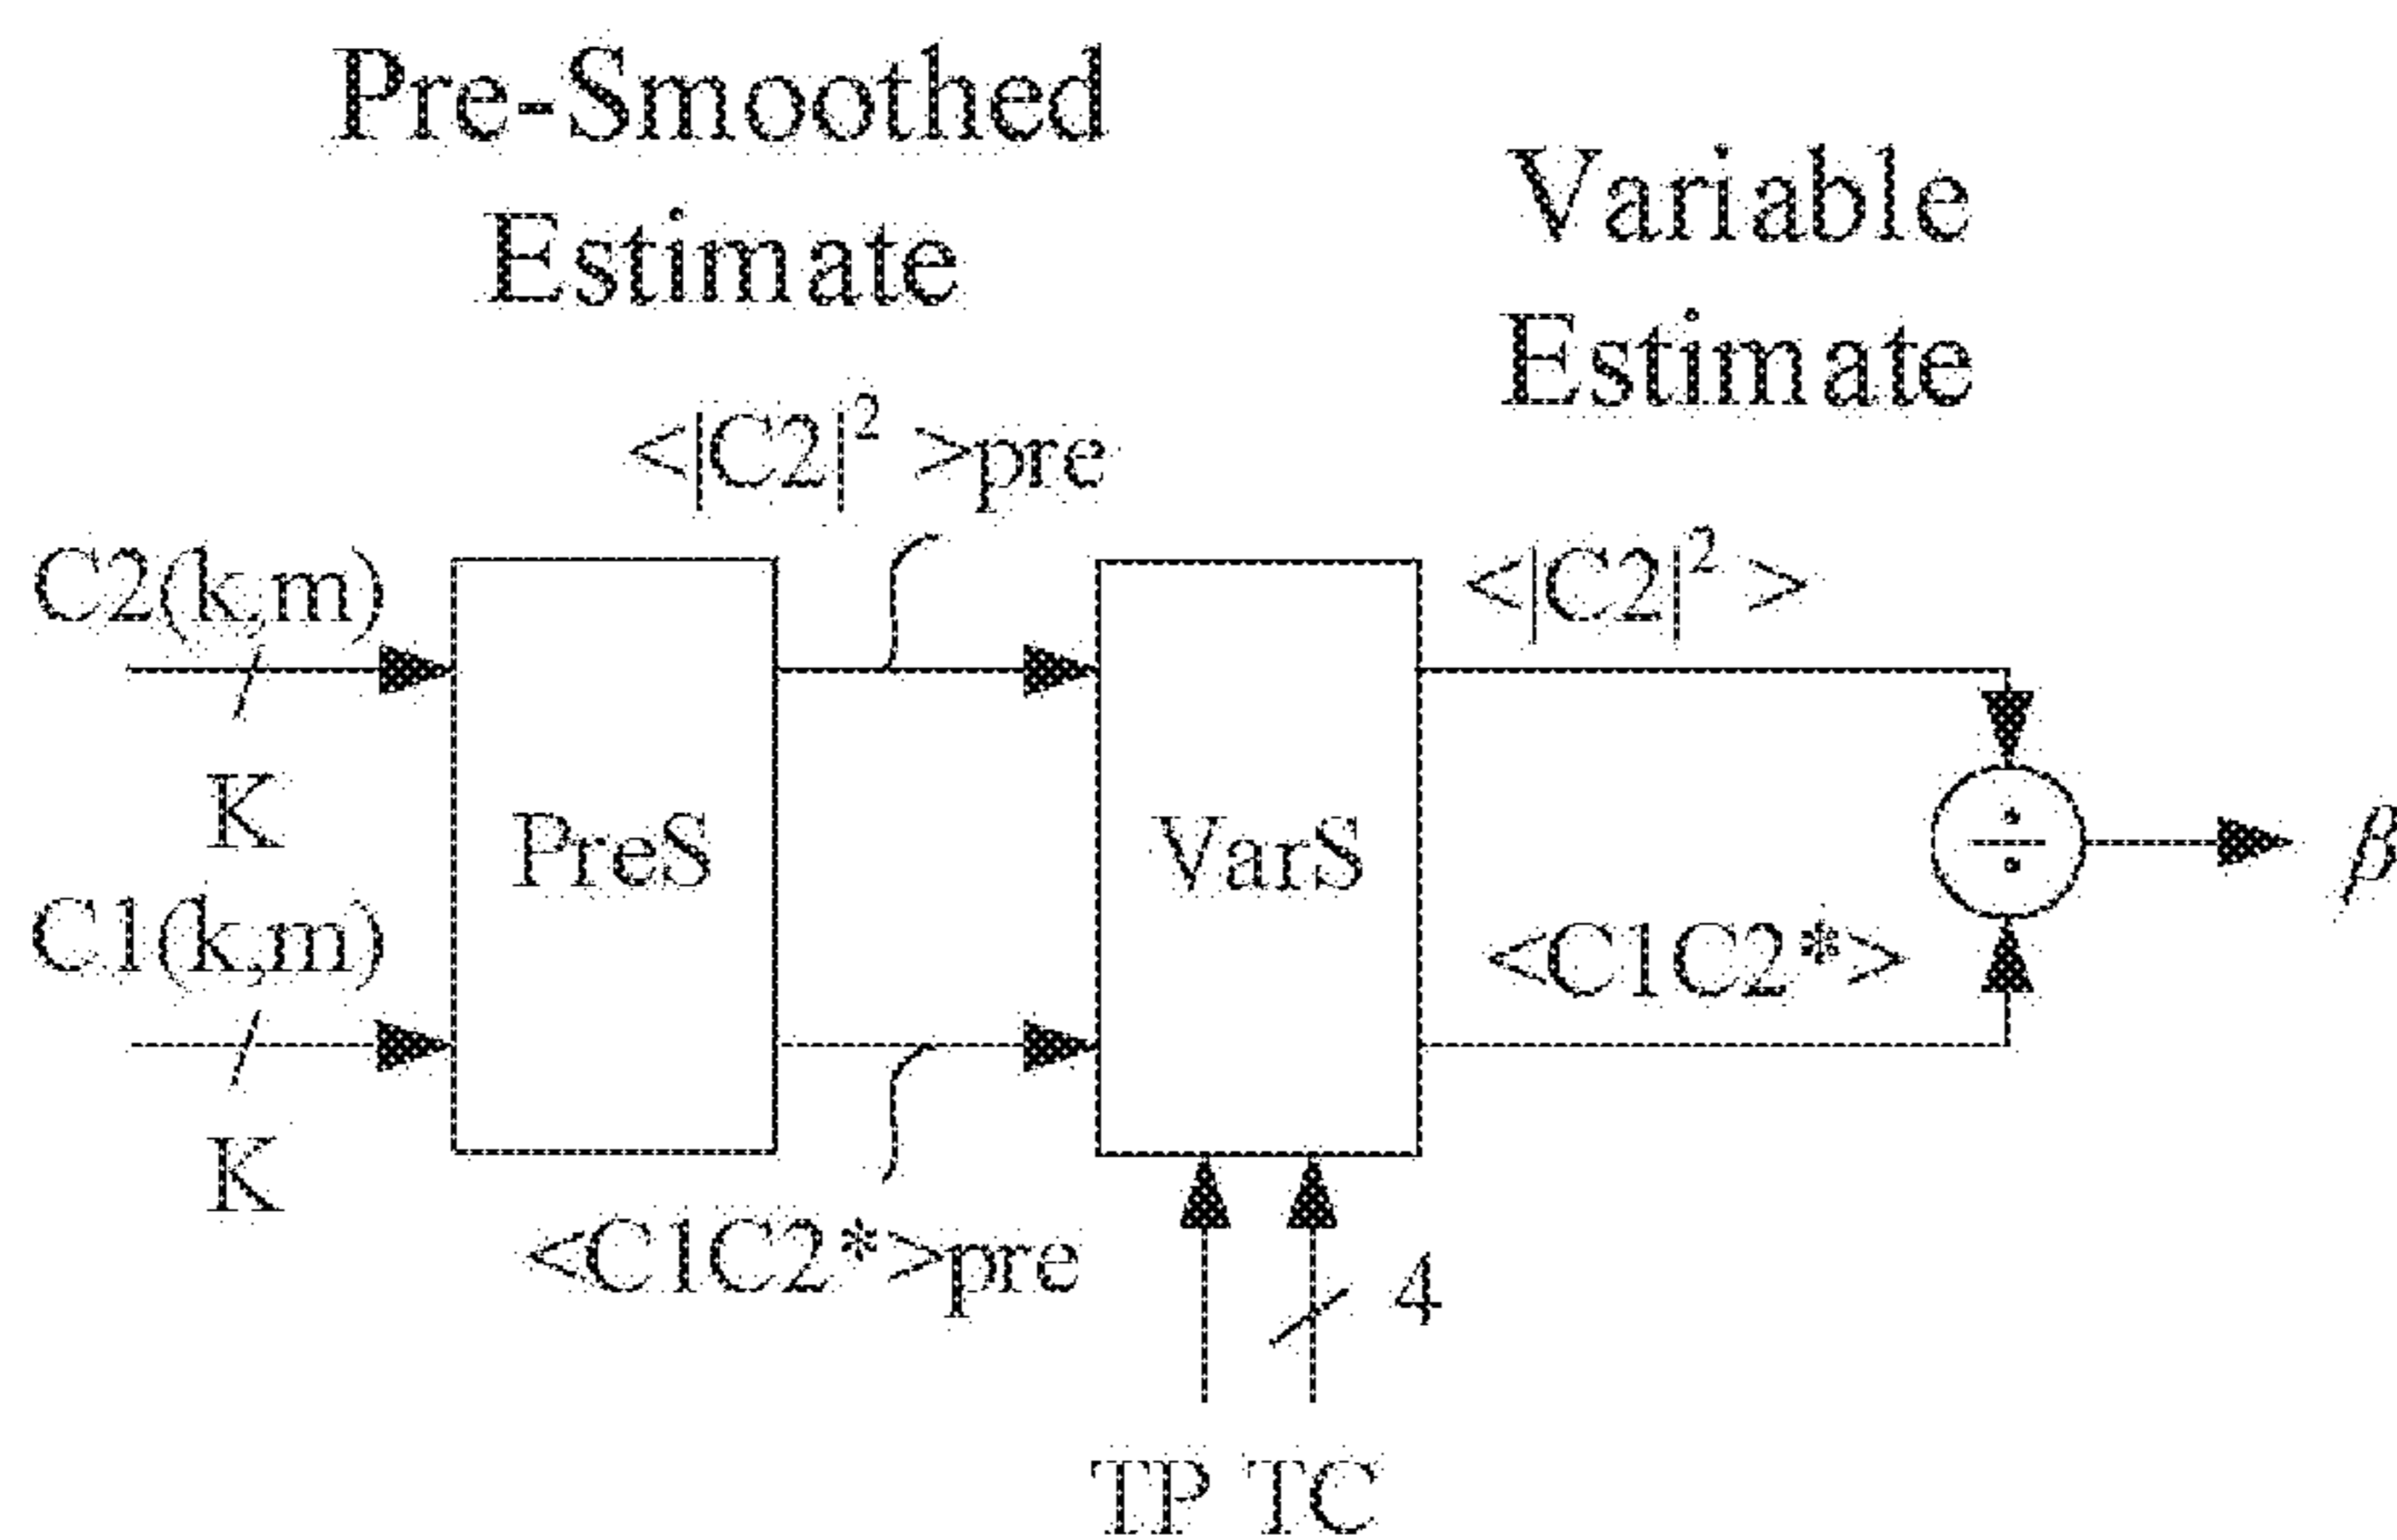 Pre-Smoothed
Estimate
Variable
Estimate
<|C2|² >pre
<|C2|² >
C2(k,m)
K
PreS
VarS
÷
β
C1(k,m)
<C1C2*>
K
<C1C2*>pre
4
TP TC